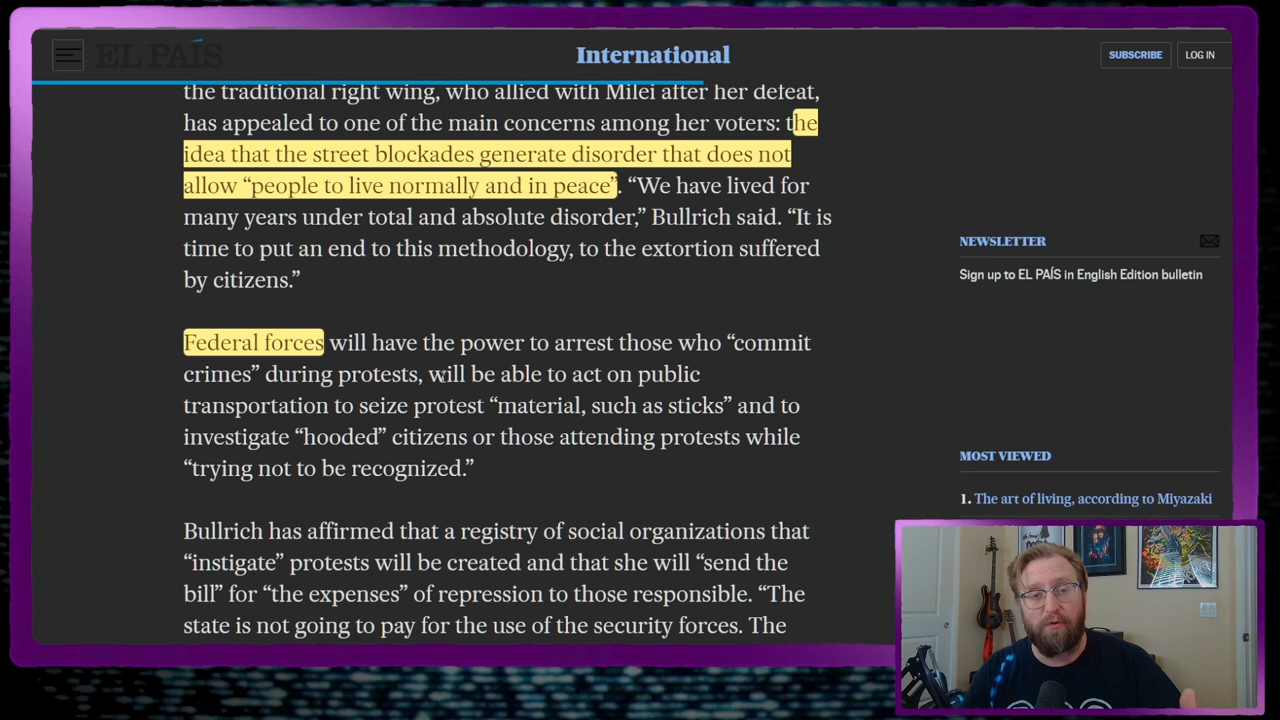 EL PAÍS
International
SUBSCRIBE
LOG IN
the traditional right wing, who allied with Milei after her defeat,
has appealed to one of the main concerns among her voters: the
idea that the street blockades generate disorder that does not
allow “people to live normally and in peace”. “We have lived for
many years under total and absolute disorder,” Bullrich said. “It is
time to put an end to this methodology, to the extortion suffered
by citizens.”
Federal forces will have the power to arrest those who “commit
crimes” during protests, will be able to act on public
transportation to seize protest “material, such as sticks” and to
investigate “hooded” citizens or those attending protests while
“trying not to be recognized.”
Bullrich has affirmed that a registry of social organizations that
“instigate” protests will be created and that she will “send the
bill” for “the expenses” of repression to those responsible. “The
state is not going to pay for the use of the security forces. The
NEWSLETTER
Sign up to EL PAÍS in English Edition bulletin
MOST VIEWED
1. The art of living, according to Miyazaki